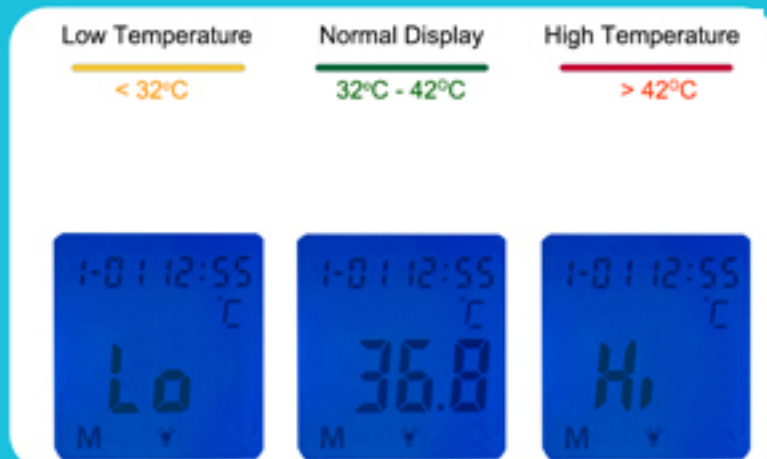 Low Temperature
< 32°C
Normal Display
32°C - 42°C
High Temperature
> 42°C
1-01 12:55
°C
Lo
M
1-01 12:55
°C
36.8
M
1-01 12:55
°C
Hi
M